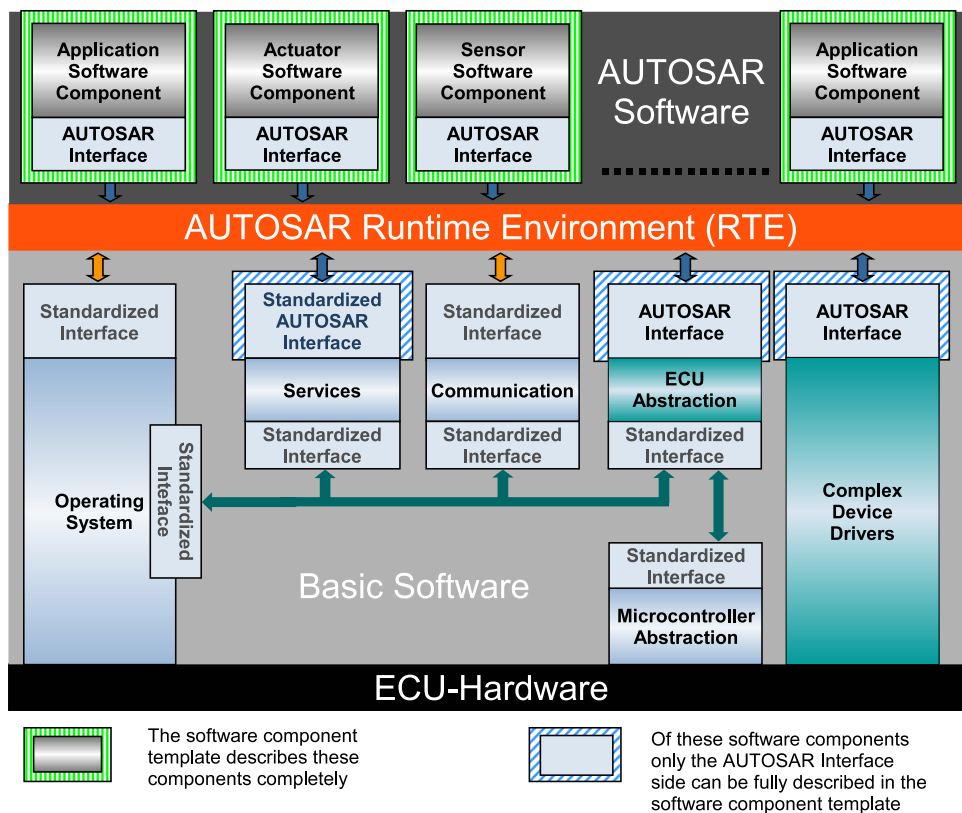 Application
Software
Component
AUTOSAR
Interface
Actuator
Software
Component
AUTOSAR
Interface
Sensor
Software
Component
AUTOSAR
Interface
AUTOSAR
Software
Application
Software
Component
AUTOSAR
Interface
AUTOSAR Runtime Environment (RTE)
Standardized
Interface
Operating
System
Standardized
Inteface
Standardized
AUTOSAR
Interface
Services
Standardized
Interface
Standardized
Interface
Communication
Standardized
Interface
AUTOSAR
Interface
ECU
Abstraction
Standardized
Interface
Standardized
Interface
Microcontroller
Abstraction
AUTOSAR
Interface
Complex
Device
Drivers
Basic Software
ECU-Hardware
The software component
template describes these
components completely
Of these software components
only the AUTOSAR Interface
side can be fully described in the
software component template